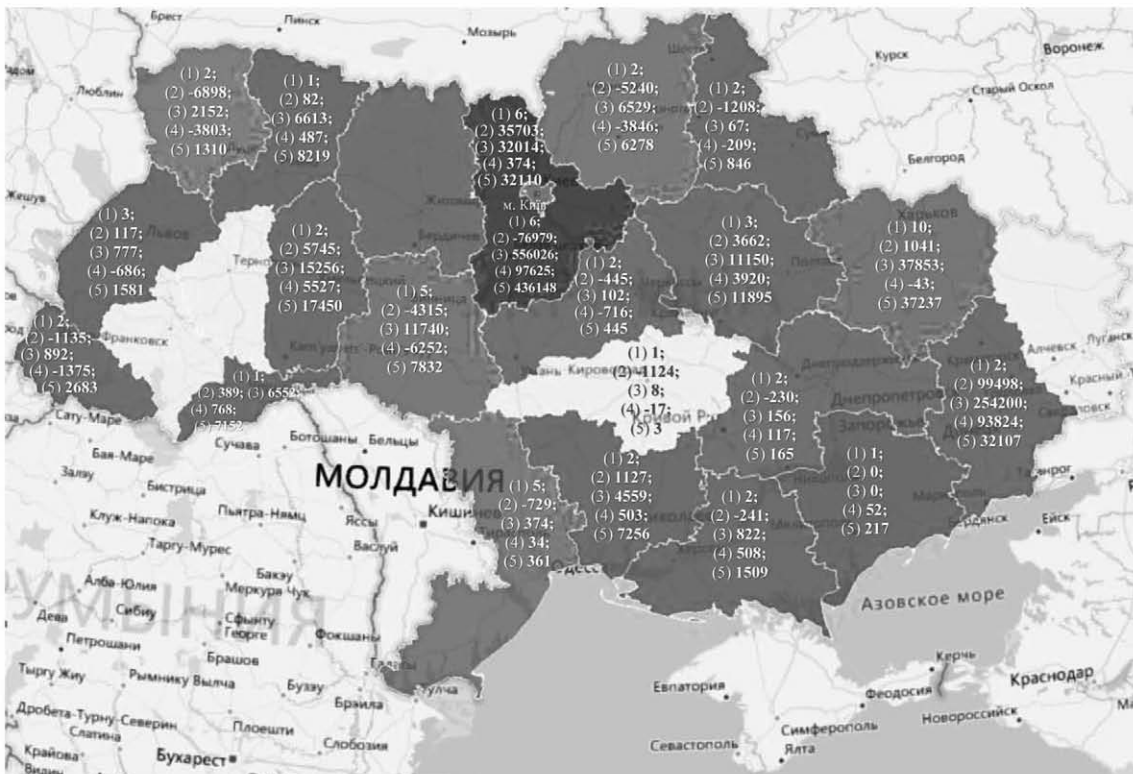 Брест
Пинск
Мозырь
Люблин
Жешув
Курск
Воронеж
Старый Оскол
Белгород
(1) 2;
(2) -6898;
(3) 2152;
(4) -3803;
(5) 1310
(1) 1;
(2) 82;
(3) 6613;
(4) 487;
(5) 8219
(1) 6;
(2) 35703;
(3) 32014;
(4) 374;
(5) 32110
м. Київ
(1) 6;
(2) -76979;
(3) 556026;
(4) 97625;
(5) 436148
(1) 2;
(2) -5240;
(3) 6529;
(4) -3846;
(5) 6278
(1) 2;
(2) -1208;
(3) 67;
(4) -209;
(5) 846
(1) 3;
(2) 117;
(3) 777;
(4) -686;
(5) 1581
Львов
(1) 2;
(2) 5745;
(3) 15256;
(4) 5527;
(5) 17450
Бердичев
(1) 5;
(2) -4315;
(3) 11740;
(4) -6252;
(5) 7832
(1) 2;
(2) -445;
(3) 102;
(4) -716;
(5) 445
(1) 3;
(2) 3662;
(3) 11150;
(4) 3920;
(5) 11895
Харьков
(1) 10;
(2) 1041;
(3) 37853;
(4) -43;
(5) 37237
(1) 2;
(2) -1135;
(3) 892;
(4) -1375;
(5) 2683
Франковск
(1) 1;
(2) 389; (3) 6552;
(4) 768;
(5) 7152
Кировоград
(1) 1;
(2) -1124;
(3) 8;
(4) -17;
(5) 3
(1) 2;
(2) -230;
(3) 156;
(4) 117;
(5) 165
(1) 2;
(2) 99498;
(3) 254200;
(4) 93824;
(5) 32107
Луганск
Алчевск
(1) 5;
(2) -729;
(3) 374;
(4) 34;
(5) 361
(1) 2;
(2) 1127;
(3) 4559;
(4) 503;
(5) 7256
(1) 2;
(2) -241;
(3) 822;
(4) 508;
(5) 1509
(1) 1;
(2) 0;
(3) 0;
(4) 52;
(5) 217
Сату-Маре
Сучава
Ботошаны
Бельцы
Бая-Маре
Залэу
МОЛДАВИЯ
Бистрица
Клуж-Напока
Пьятра-Нямц
Яссы
Кишинев
Таргу-Мурес
Васлуй
Бакэу
Алба-Юлия
Меркуря Чук
Дева
Сибиу
Сфынту
Георге
Фокшаны
Петрошани
Брашов
Галацы
Тыргу Жиу
Рымнику Вылча
Бузэу
Брэила
Тулча
Дробета-Турну-Северин
Плоешти
Слатина
Слобозия
Крайова
Видин
Бухарест
Таганрог
Бердянск
Ейск
Азовское море
Керчь
Евпатория
Феодосия
Краснодар
Симферополь
Новороссийск
Севастополь
Ялта